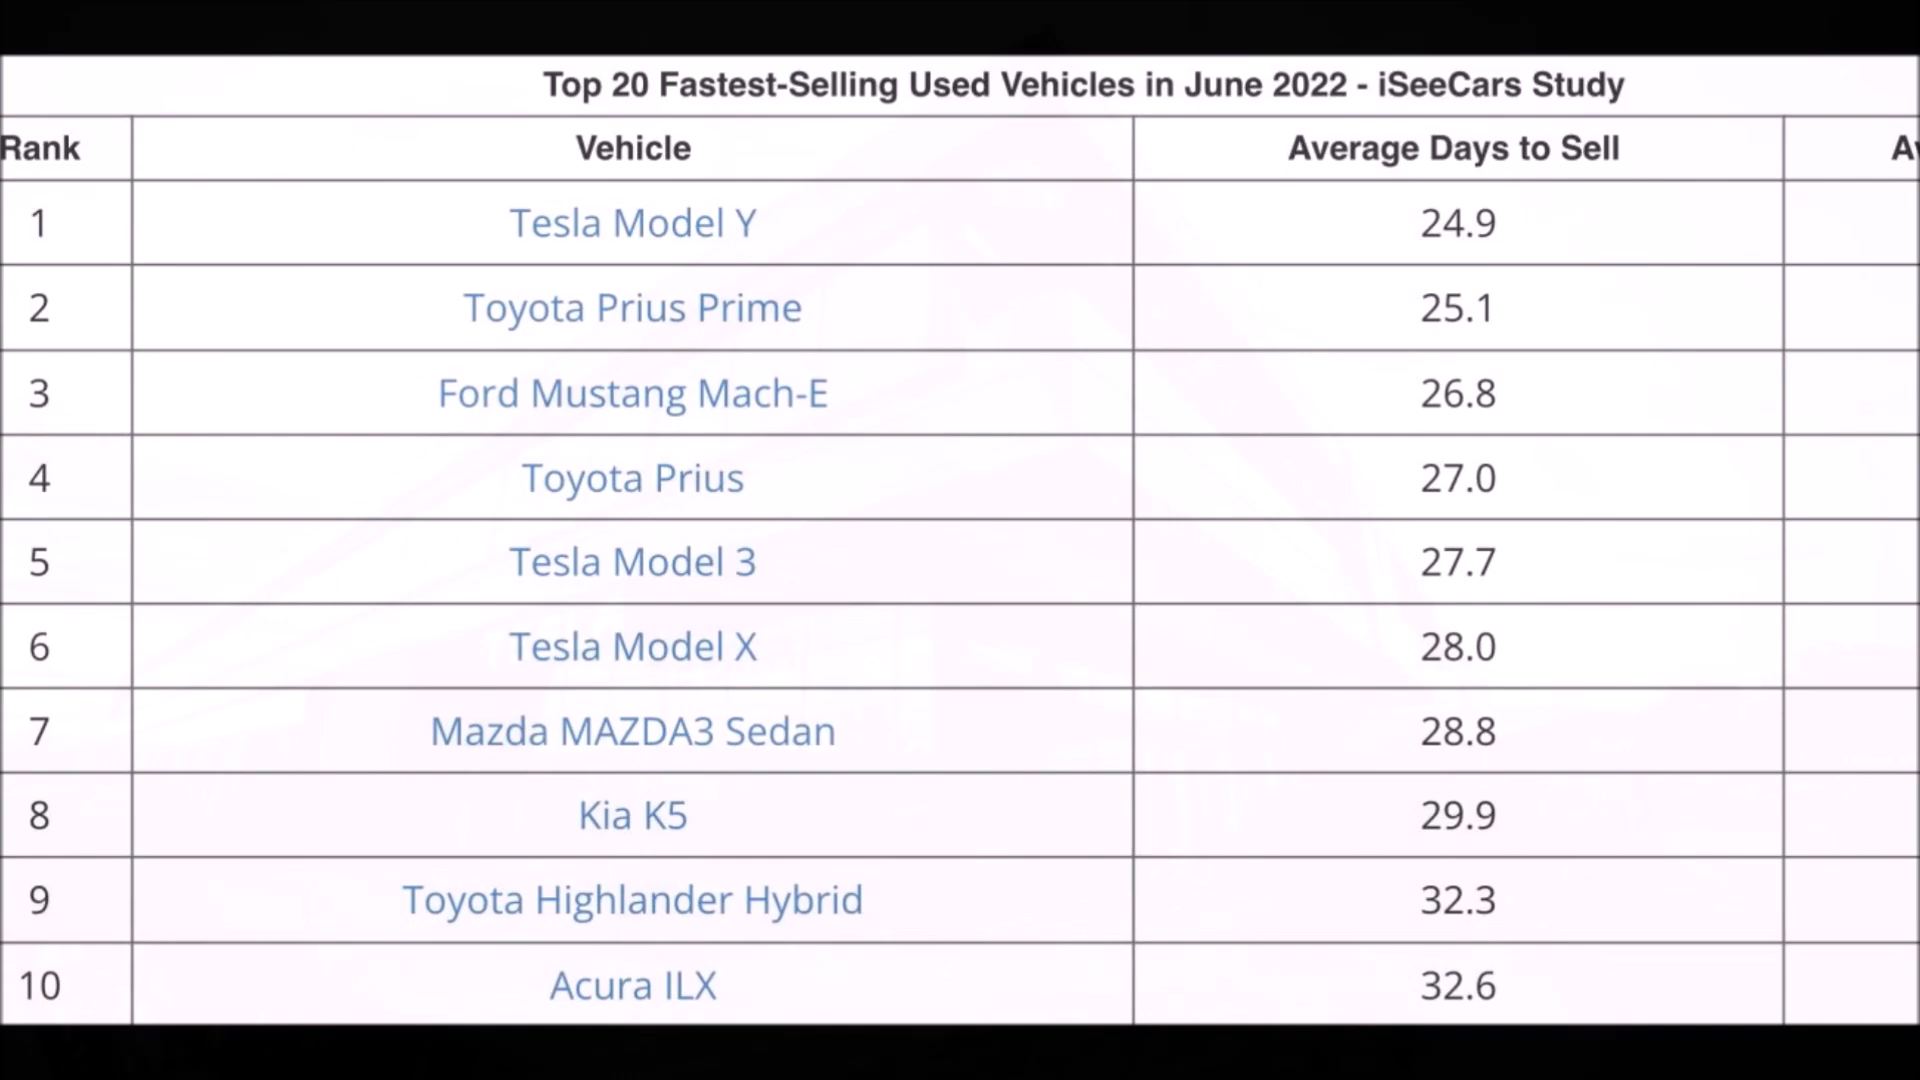 Top 20 Fastest-Selling Used Vehicles in June 2022 - iSeeCars Study
Rank Vehicle Average Days to Sell
1 Tesla Model Y 24.9
2 Toyota Prius Prime 25.1
3 Ford Mustang Mach-E 26.8
4 Toyota Prius 27.0
5 Tesla Model 3 27.7
6 Tesla Model X 28.0
7 Mazda MAZDA3 Sedan 28.8
8 Kia K5 29.9
9 Toyota Highlander Hybrid 32.3
10 Acura ILX 32.6